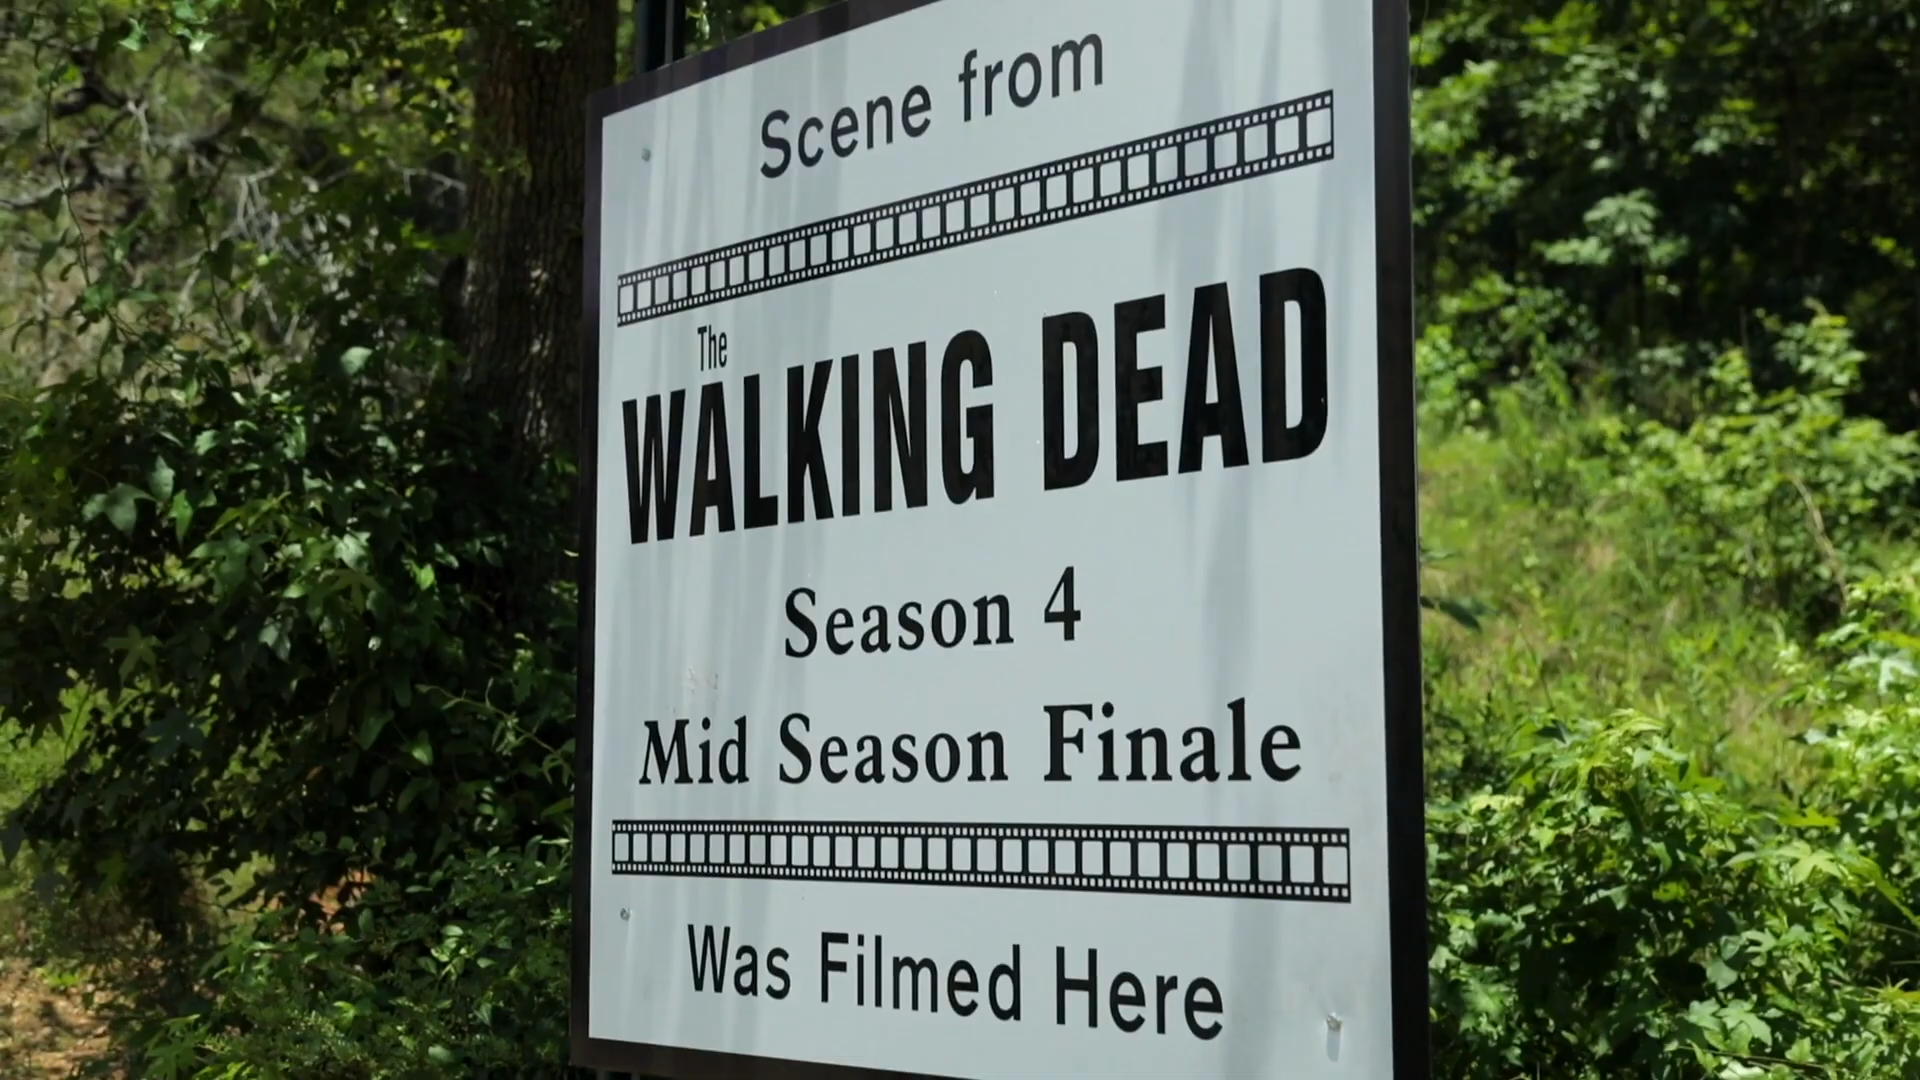 Scene from
The
WALKING DEAD
Season 4
Mid Season Finale
Was Filmed Here